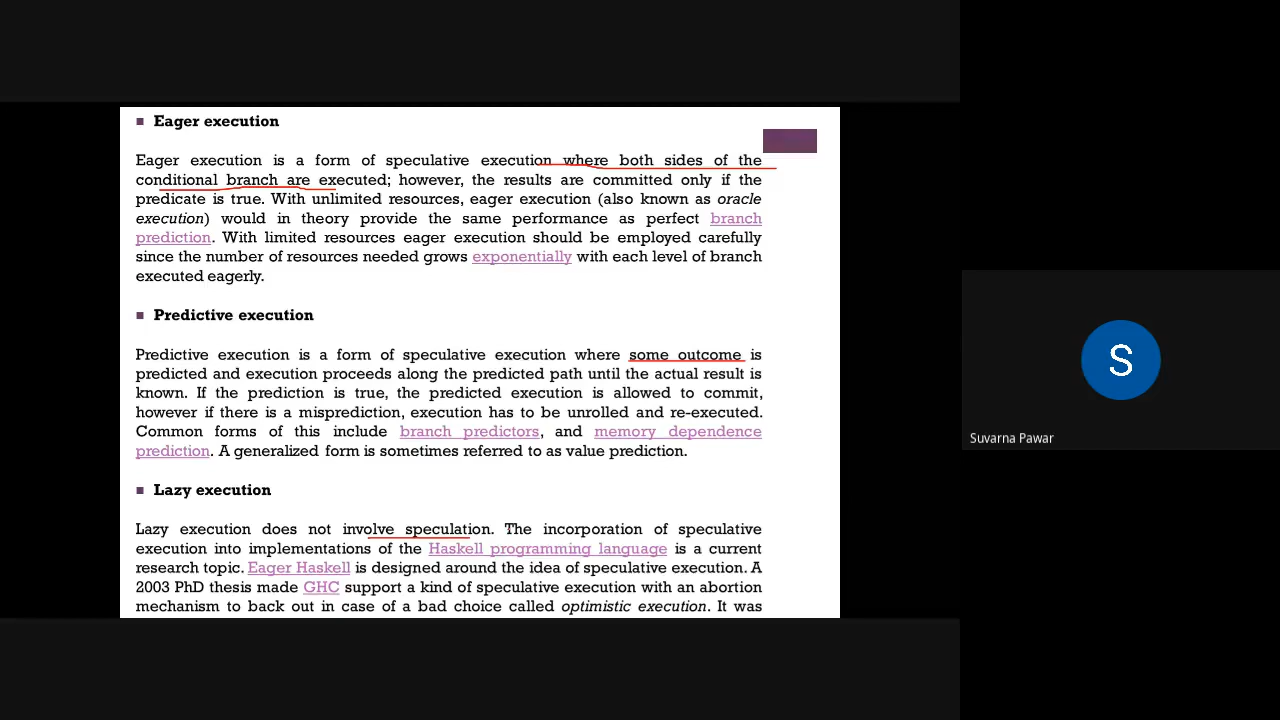 Eager execution
Eager execution is a form of speculative execution where both sides of the
conditional branch are executed; however, the results are committed only if the
predicate is true. With unlimited resources, eager execution (also known as oracle
execution) would in theory provide the same performance as perfect branch
prediction. With limited resources eager execution should be employed carefully
since the number of resources needed grows exponentially with each level of branch
executed eagerly.
Predictive execution
Predictive execution is a form of speculative execution where some outcome is
predicted and execution proceeds along the predicted path until the actual result is
known. If the prediction is true, the predicted execution is allowed to commit,
however if there is a misprediction, execution has to be unrolled and re-executed.
Common forms of this include branch predictors, and memory dependence
prediction. A generalized form is sometimes referred to as value prediction.
Lazy execution
Lazy execution does not involve speculation. The incorporation of speculative
execution into implementations of the Haskell programming language is a current
research topic. Eager Haskell is designed around the idea of speculative execution. A
2003 PhD thesis made GHC support a kind of speculative execution with an abortion
mechanism to back out in case of a bad choice called optimistic execution. It was
S
Suvarna Pawar